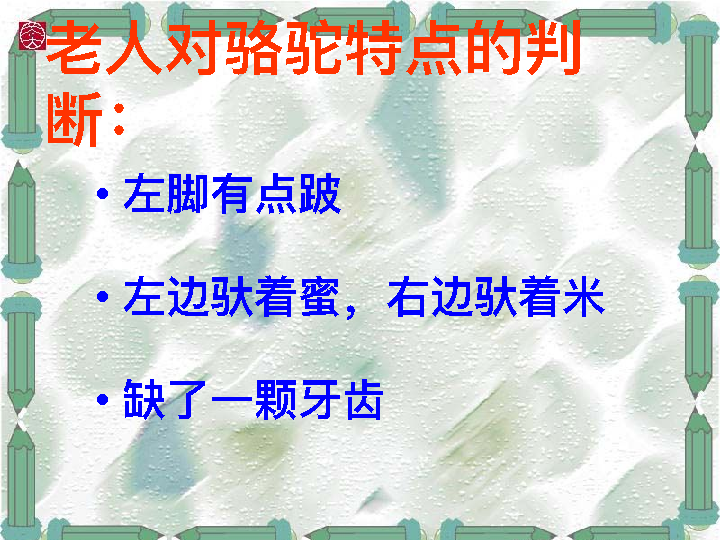 老人对骆驼特点的判
断：
• 左脚有点跛
• 左边驮着蜜，右边驮着米
• 缺了一颗牙齿